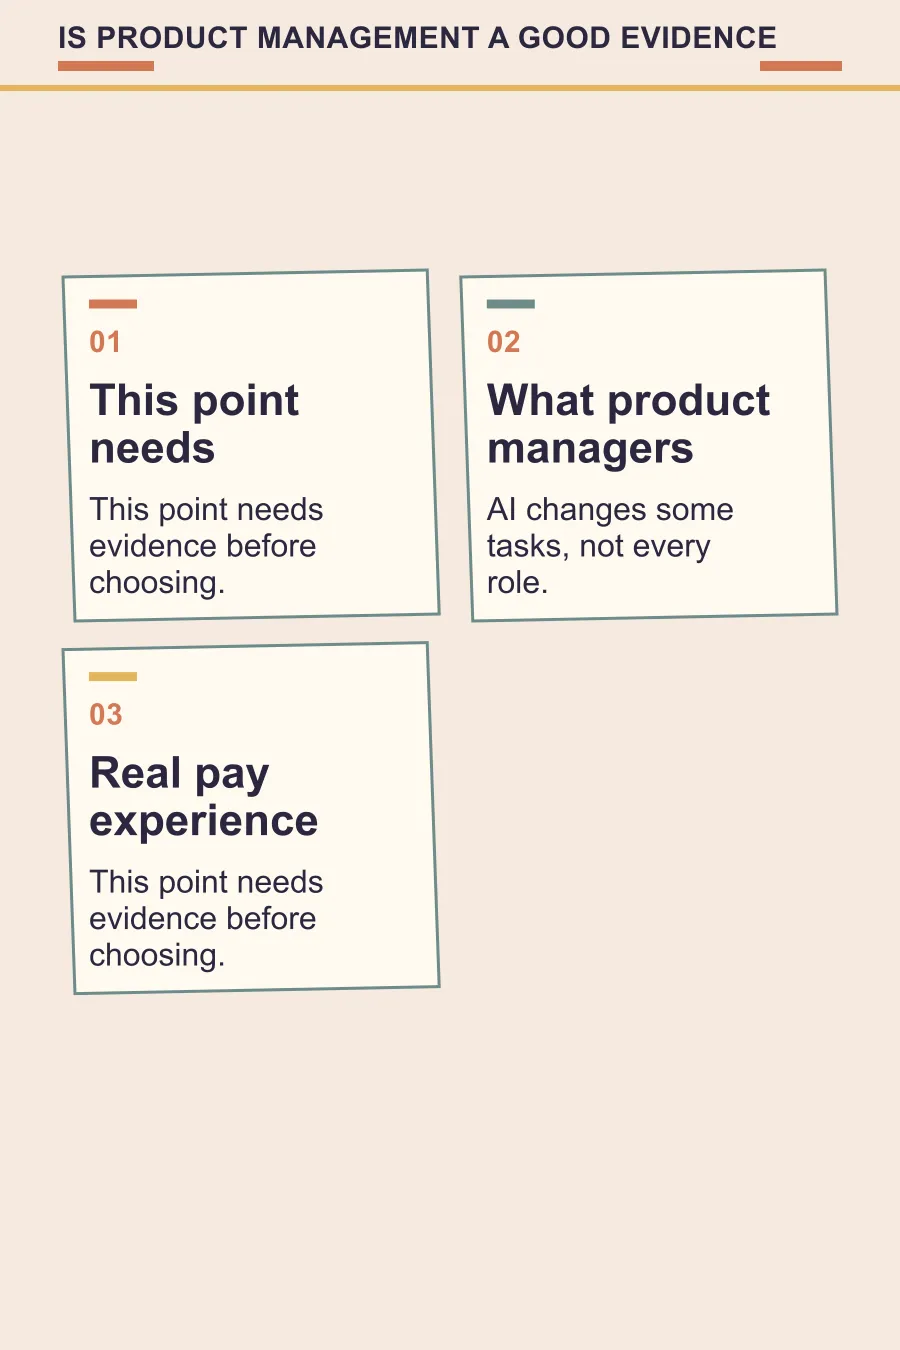 IS PRODUCT MANAGEMENT A GOOD EVIDENCE
01
This point
needs
This point needs
evidence before
choosing.
02
What product
managers
AI changes some
tasks, not every
role.
03
Real pay
experience
This point needs
evidence before
choosing.